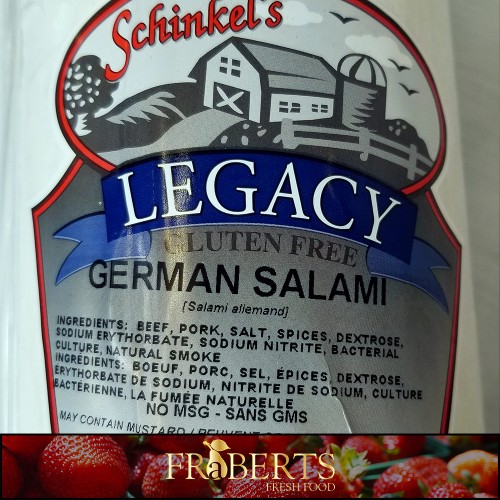 Schinkel's
LEGACY
GLUTEN FREE
GERMAN SALAMI
[Salami allemand]
INGREDIENTS: BEEF, PORK, SALT, SPICES, DEXTROSE,
SODIUM ERYTHORBATE, SODIUM NITRITE, BACTERIAL
CULTURE, NATURAL SMOKE
INGRÉDIENTS: BOEUF, PORC, SEL, ÉPICES, DEXTROSE,
ÉRYTHORBATE DE SODIUM, NITRITE DE SODIUM, CULTURE
BACTÉRIENNE, LA FUMÉE NATURELLE
NO MSG - SANS GMS
MAY CONTAIN MUSTARD /
FRaBERTS
FRESH FOOD